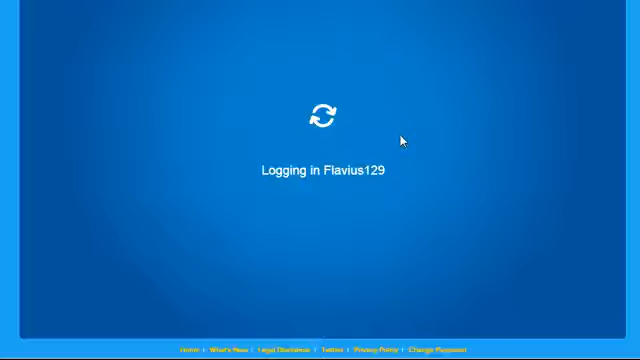 Logging in Flavius129
Home | What's New | Legal Disclaimer | Twitter | Privacy Policy | Change Password